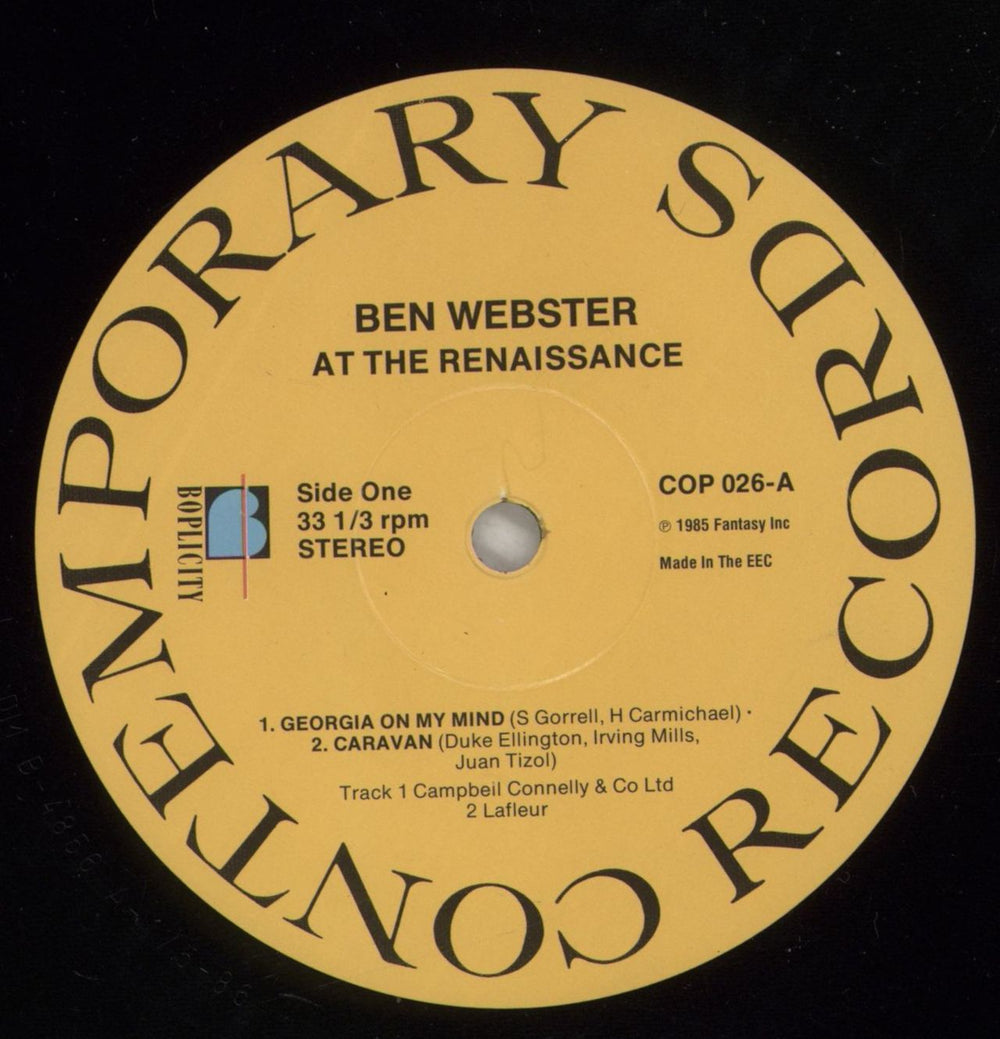 CONTEMPORARY RECORDS
BEN WEBSTER
AT THE RENAISSANCE
BOPLICITY
Side One
33 1/3 rpm
STEREO
COP 026-A
℗ 1985 Fantasy Inc
Made In The EEC
1. GEORGIA ON MY MIND (S Gorrell, H Carmichael) ·
2. CARAVAN (Duke Ellington, Irving Mills,
Juan Tizol)
Track 1 Campbeil Connelly & Co Ltd
2 Lafleur